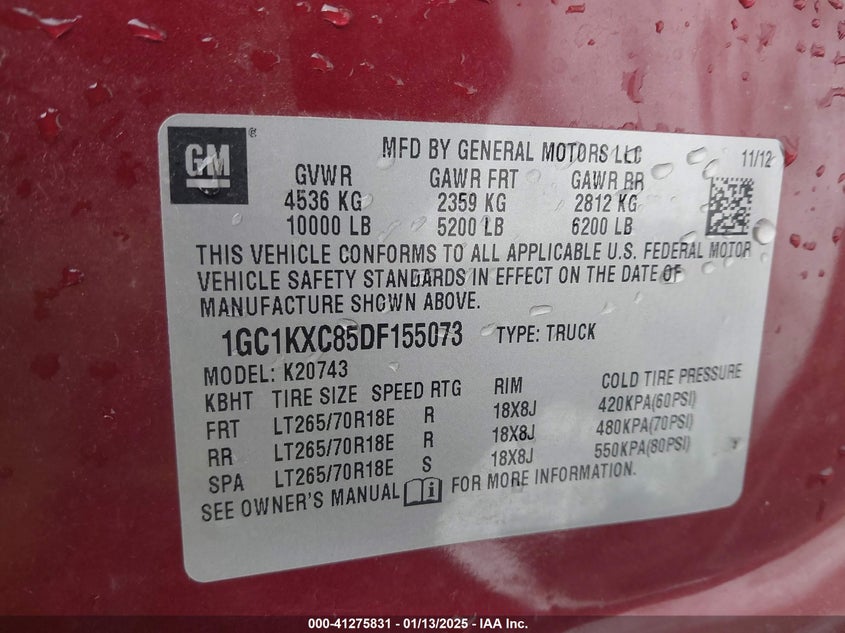 GM ®
MFD BY GENERAL MOTORS LLC 11/12
GVWR GAWR FRT GAWR RR
4536 KG 2359 KG 2812 KG
10000 LB 5200 LB 6200 LB
THIS VEHICLE CONFORMS TO ALL APPLICABLE U.S. FEDERAL MOTOR
VEHICLE SAFETY STANDARDS IN EFFECT ON THE DATE OF
MANUFACTURE SHOWN ABOVE.
1GC1KXC85DF155073 TYPE: TRUCK
MODEL: K20743
KBHT TIRE SIZE SPEED RTG RIM COLD TIRE PRESSURE
FRT LT265/70R18E R 18X8J 420KPA(60PSI)
RR LT265/70R18E R 18X8J 480KPA(70PSI)
SPA LT265/70R18E S 18X8J 550KPA(80PSI)
SEE OWNER'S MANUAL FOR MORE INFORMATION.
000-41275831 - 01/13/2025 - IAA Inc.